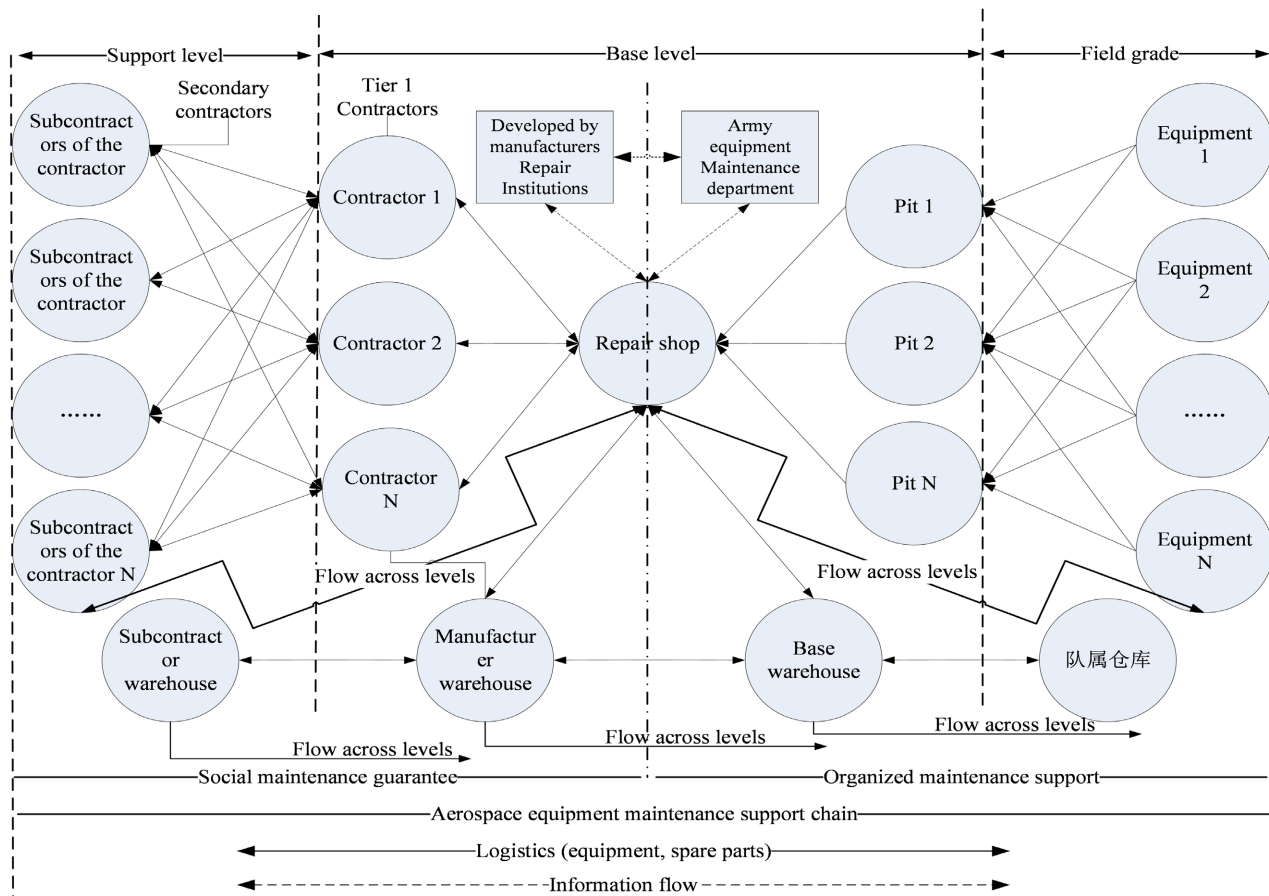 Support level
Base level
Field grade
Secondary
contractors
Tier 1
Contractors
Subcontract
ors of the
contractor
Developed by
manufacturers
Repair
Institutions
Army
equipment
Maintenance
department
Equipment
1
Contractor 1
Pit 1
Subcontract
ors of the
contractor
Equipment
2
Contractor 2
Repair shop
Pit 2
......
......
Contractor
N
Pit N
Subcontract
ors of the
contractor N
Equipment
N
Flow across levels
Flow across levels
Subcontract
or
warehouse
Manufactur
er
warehouse
Base
warehouse
队属仓库
Flow across levels
Flow across levels
Flow across levels
Social maintenance guarantee
Organized maintenance support
Aerospace equipment maintenance support chain
Logistics (equipment, spare parts)
Information flow